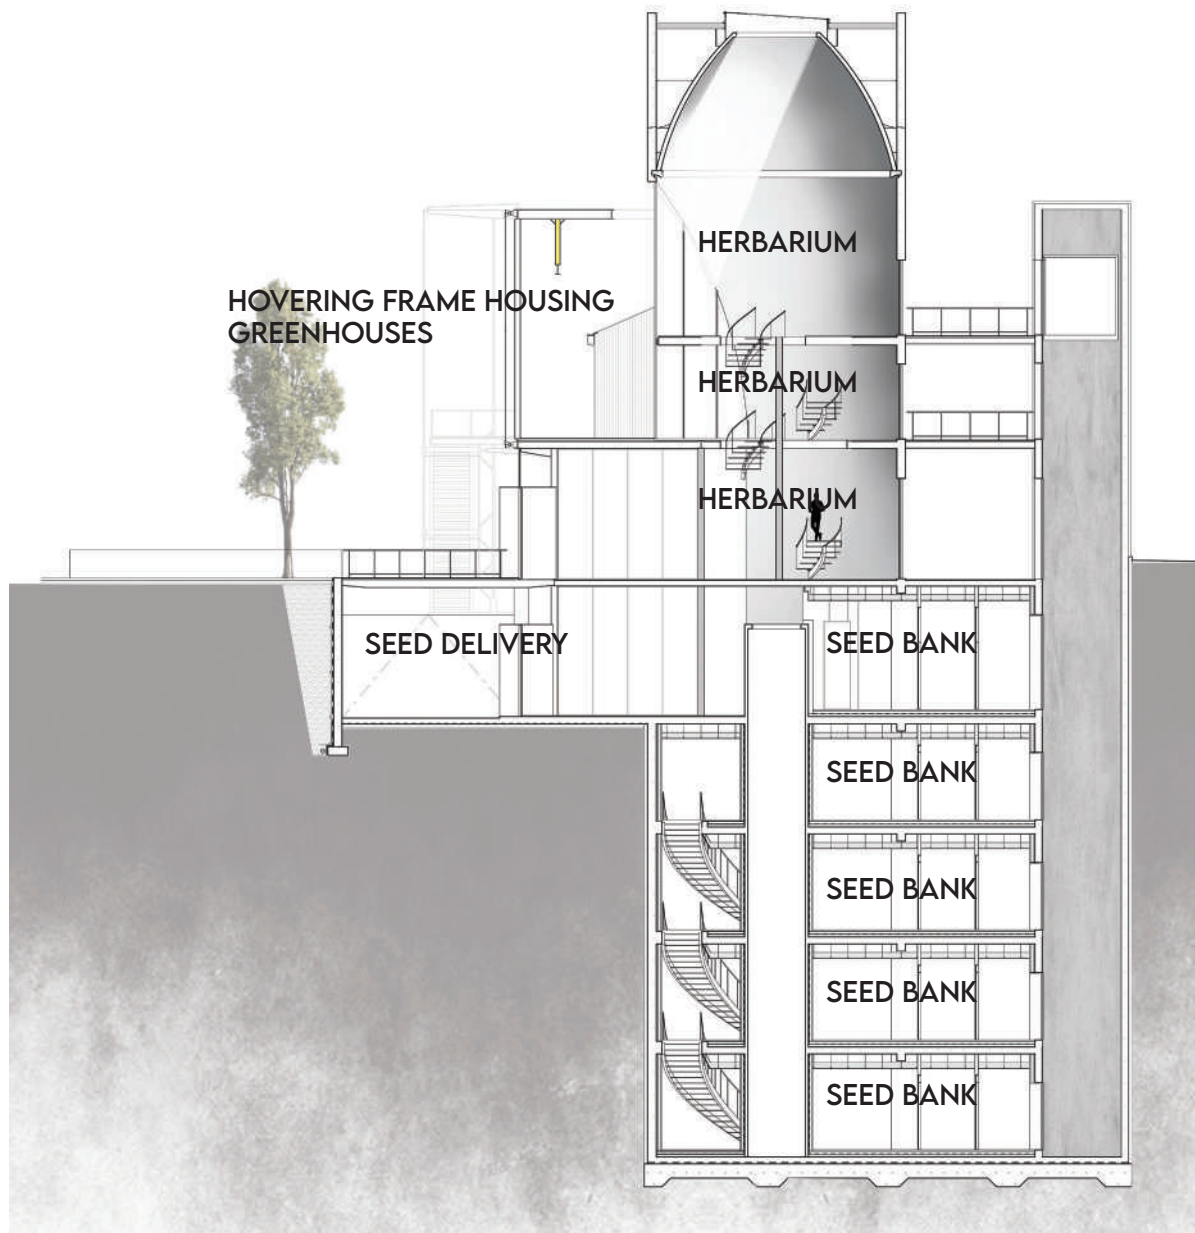 HERBARIUM
HOVERING FRAME HOUSING
GREENHOUSES
HERBARIUM
HERBARIUM
SEED DELIVERY
SEED BANK
SEED BANK
SEED BANK
SEED BANK
SEED BANK